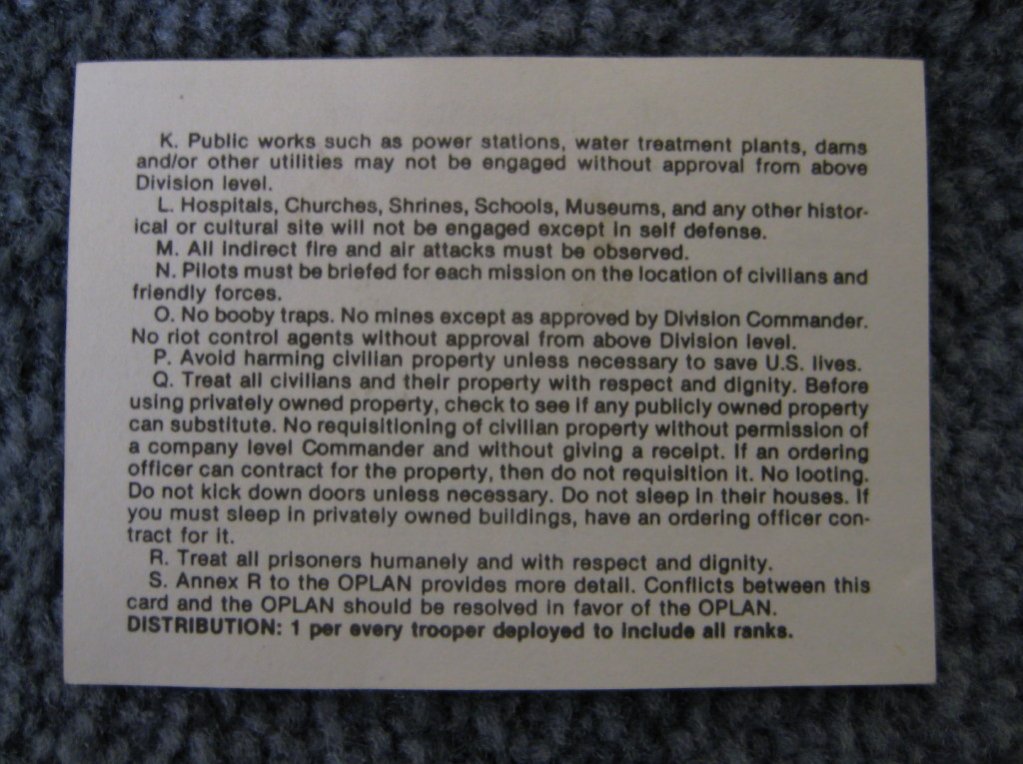 K. Public works such as power stations, water treatment plants, dams
and/or other utilities may not be engaged without approval from above
Division level.
L. Hospitals, Churches, Shrines, Schools, Museums, and any other histor-
ical or cultural site will not be engaged except in self defense.
M. All indirect fire and air attacks must be observed.
N. Pilots must be briefed for each mission on the location of civilians and
friendly forces.
O. No booby traps. No mines except as approved by Division Commander.
No riot control agents without approval from above Division level.
P. Avoid harming civilian property unless necessary to save U.S. lives.
Q. Treat all civilians and their property with respect and dignity. Before
using privately owned property, check to see if any publicly owned property
can substitute. No requisitioning of civilian property without permission of
a company level Commander and without giving a receipt. If an ordering
officer can contract for the property, then do not requisition it. No looting.
Do not kick down doors unless necessary. Do not sleep in their houses. If
you must sleep in privately owned buildings, have an ordering officer con-
tract for it.
R. Treat all prisoners humanely and with respect and dignity.
S. Annex R to the OPLAN provides more detail. Conflicts between this
card and the OPLAN should be resolved in favor of the OPLAN.
DISTRIBUTION: 1 per every trooper deployed to include all ranks.